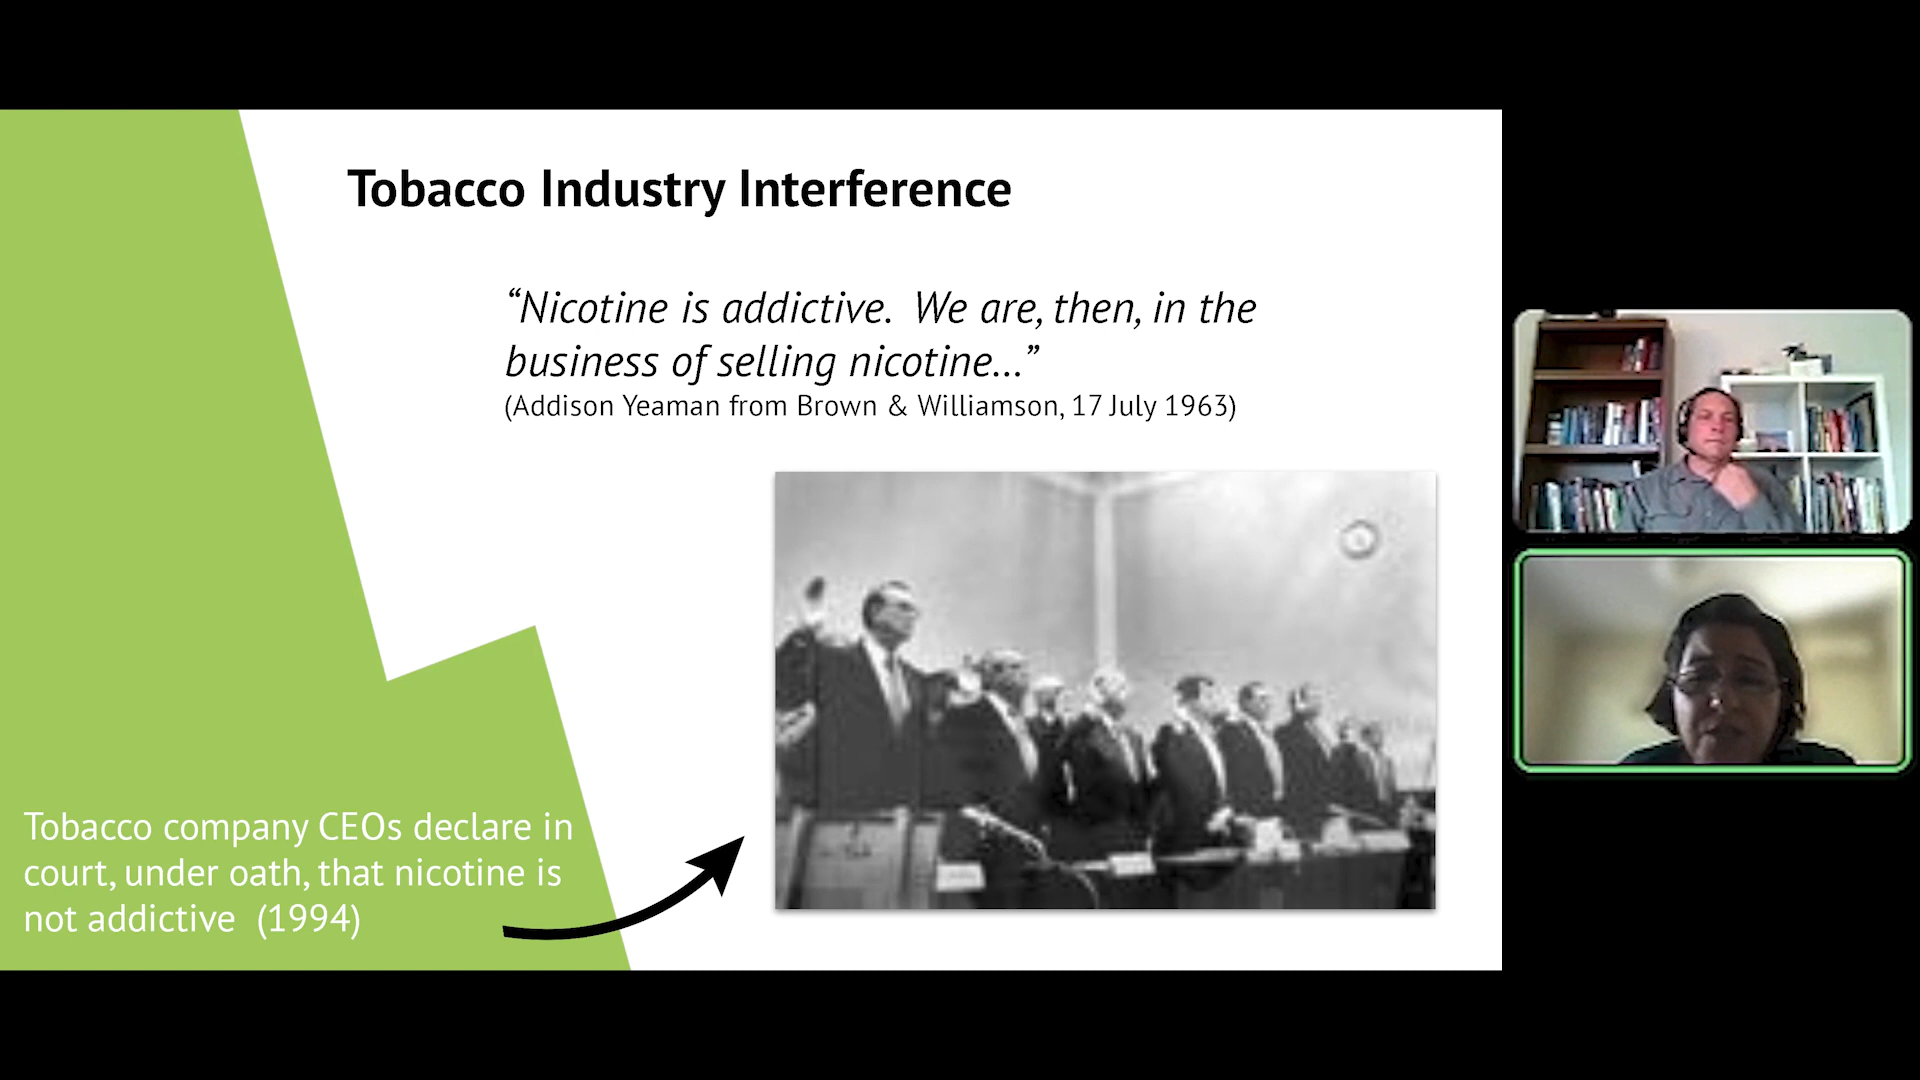 Tobacco Industry Interference
“Nicotine is addictive.  We are, then, in the
business of selling nicotine…”
(Addison Yeaman from Brown & Williamson, 17 July 1963)
Tobacco company CEOs declare in
court, under oath, that nicotine is
not addictive  (1994)